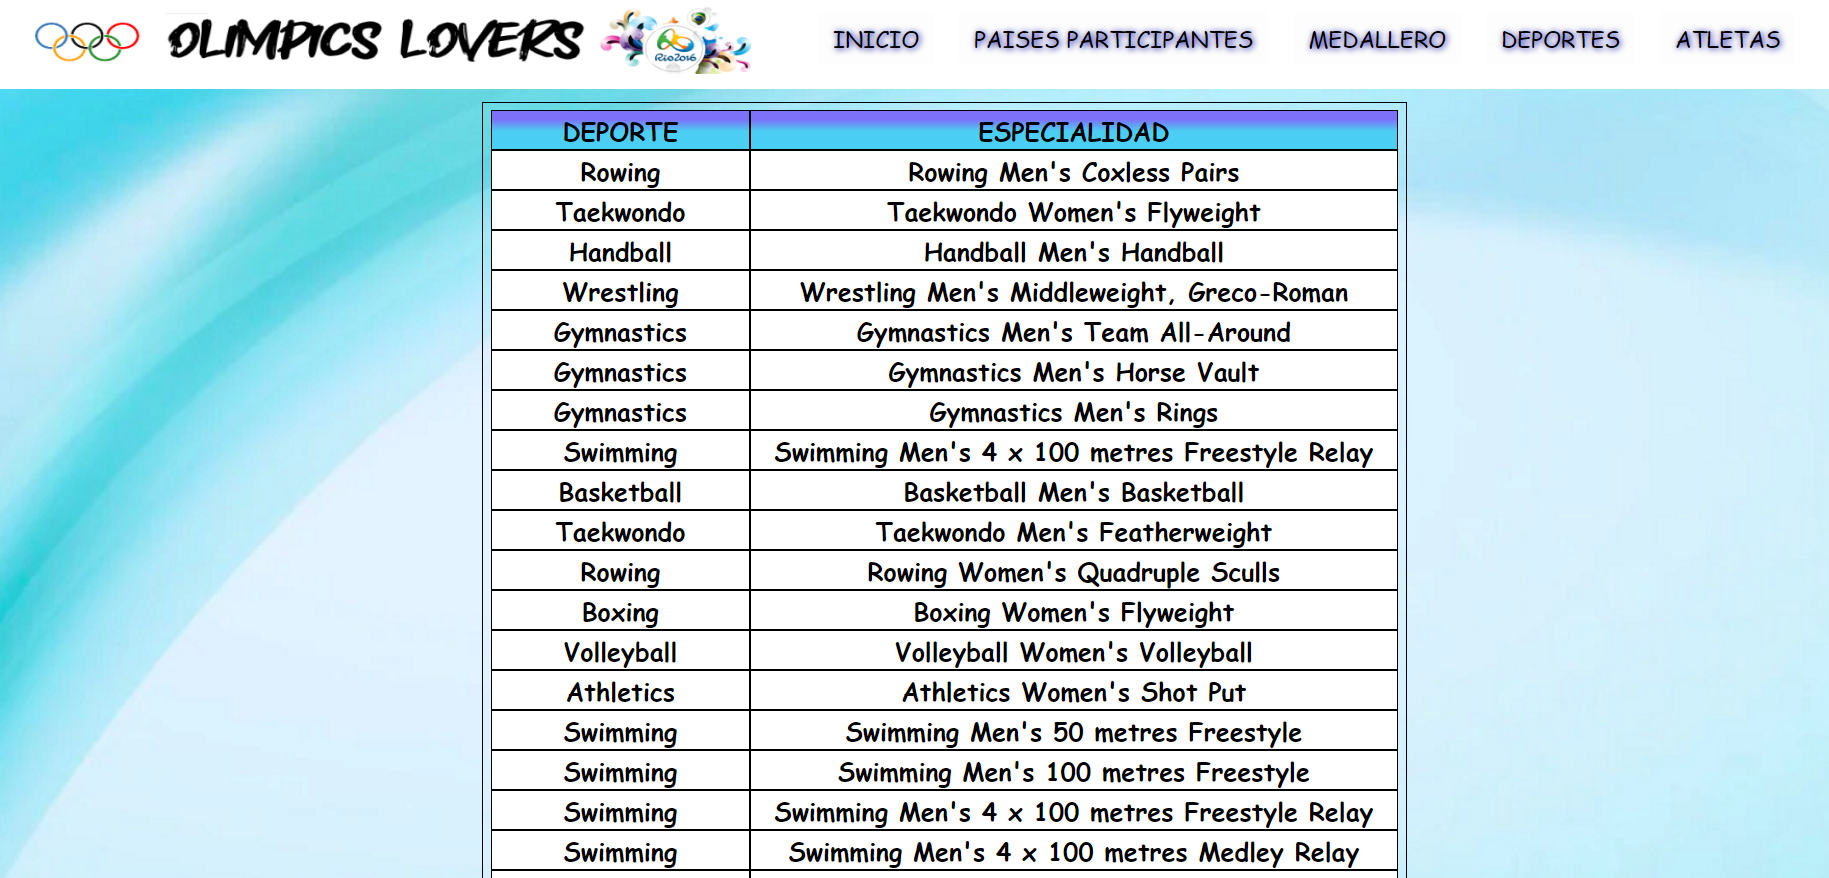 OLIMPICS LOVERS Rio2016 INICIO PAISES PARTICIPANTES MEDALLERO DEPORTES ATLETAS
DEPORTE ESPECIALIDAD
Rowing Rowing Men's Coxless Pairs
Taekwondo Taekwondo Women's Flyweight
Handball Handball Men's Handball
Wrestling Wrestling Men's Middleweight, Greco-Roman
Gymnastics Gymnastics Men's Team All-Around
Gymnastics Gymnastics Men's Horse Vault
Gymnastics Gymnastics Men's Rings
Swimming Swimming Men's 4 x 100 metres Freestyle Relay
Basketball Basketball Men's Basketball
Taekwondo Taekwondo Men's Featherweight
Rowing Rowing Women's Quadruple Sculls
Boxing Boxing Women's Flyweight
Volleyball Volleyball Women's Volleyball
Athletics Athletics Women's Shot Put
Swimming Swimming Men's 50 metres Freestyle
Swimming Swimming Men's 100 metres Freestyle
Swimming Swimming Men's 4 x 100 metres Freestyle Relay
Swimming Swimming Men's 4 x 100 metres Medley Relay